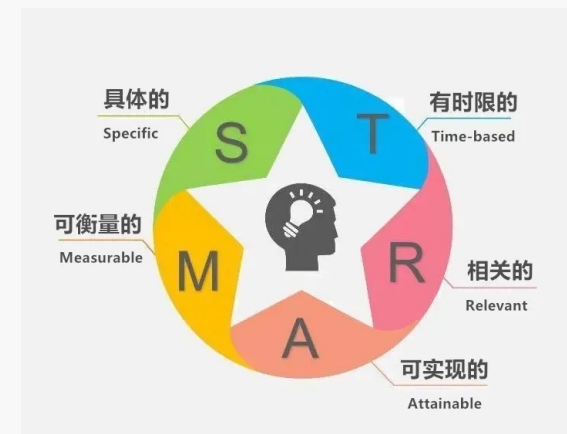 具体的
Specific
S
T
有时限的
Time-based
可衡量的
Measurable
M
R
相关的
Relevant
A
可实现的
Attainable